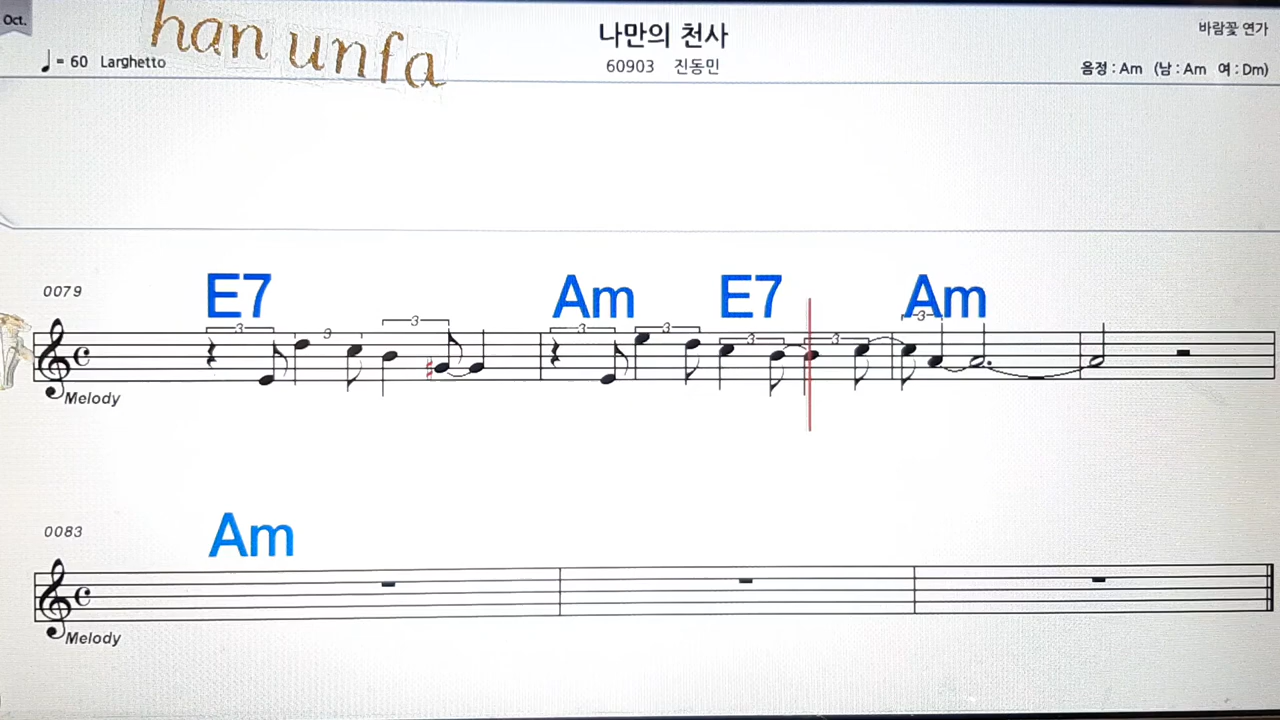 Oct.
han unfa
나만의 천사
바람꽃 연가
♩ = 60 Larghetto
60903 진동민
음정 : Am (남 : Am 여 : Dm)
0079
E7 Am E7 Am
3 3 3 3 3 3 3 3
Melody
0083
Am
Melody